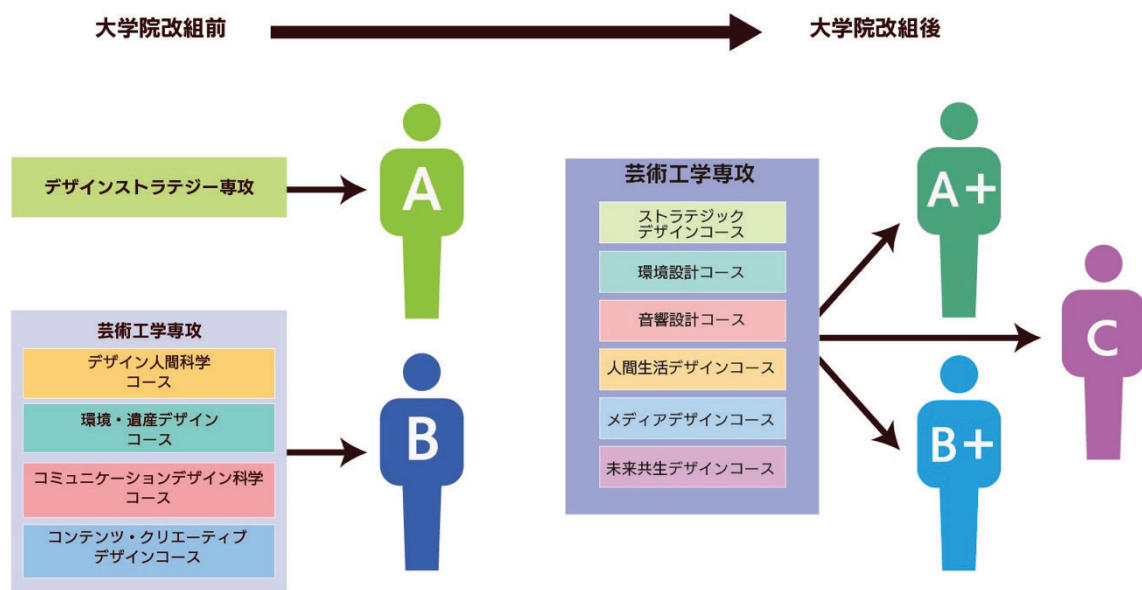 大学院改組前
大学院改組後
デザインストラテジー専攻
A
芸術工学専攻
デザイン人間科学
コース
環境・遺産デザイン
コース
コミュニケーションデザイン科学
コース
コンテンツ・クリエーティブ
デザインコース
B
芸術工学専攻
ストラテジック
デザインコース
環境設計コース
音響設計コース
人間生活デザインコース
メディアデザインコース
未来共生デザインコース
A+
C
B+